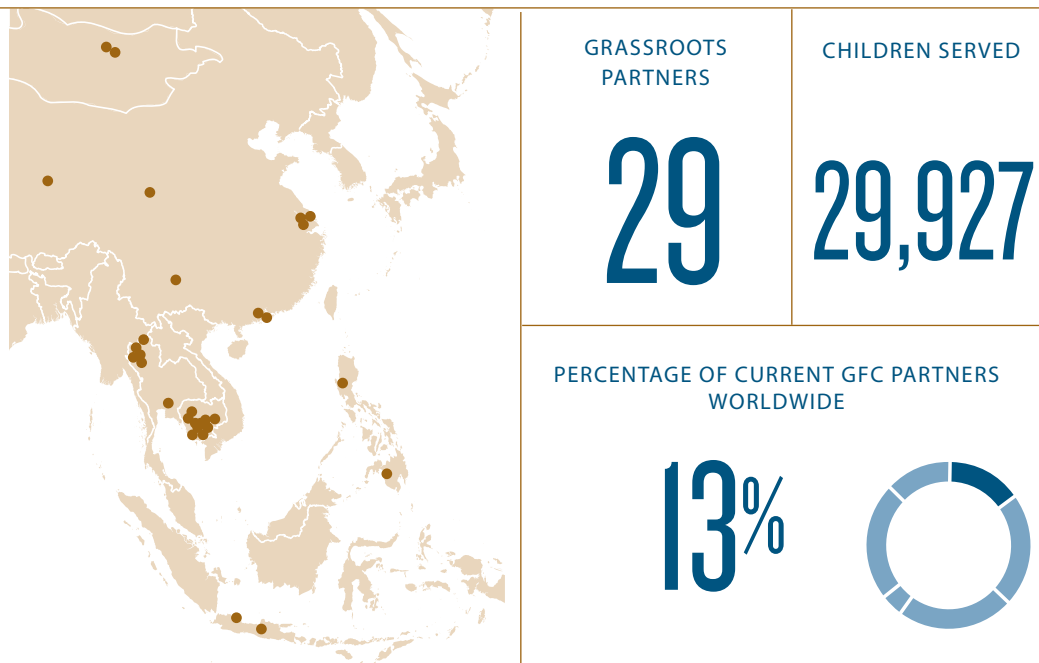 GRASSROOTS
PARTNERS
29
CHILDREN SERVED
29,927
PERCENTAGE OF CURRENT GFC PARTNERS
WORLDWIDE
13%